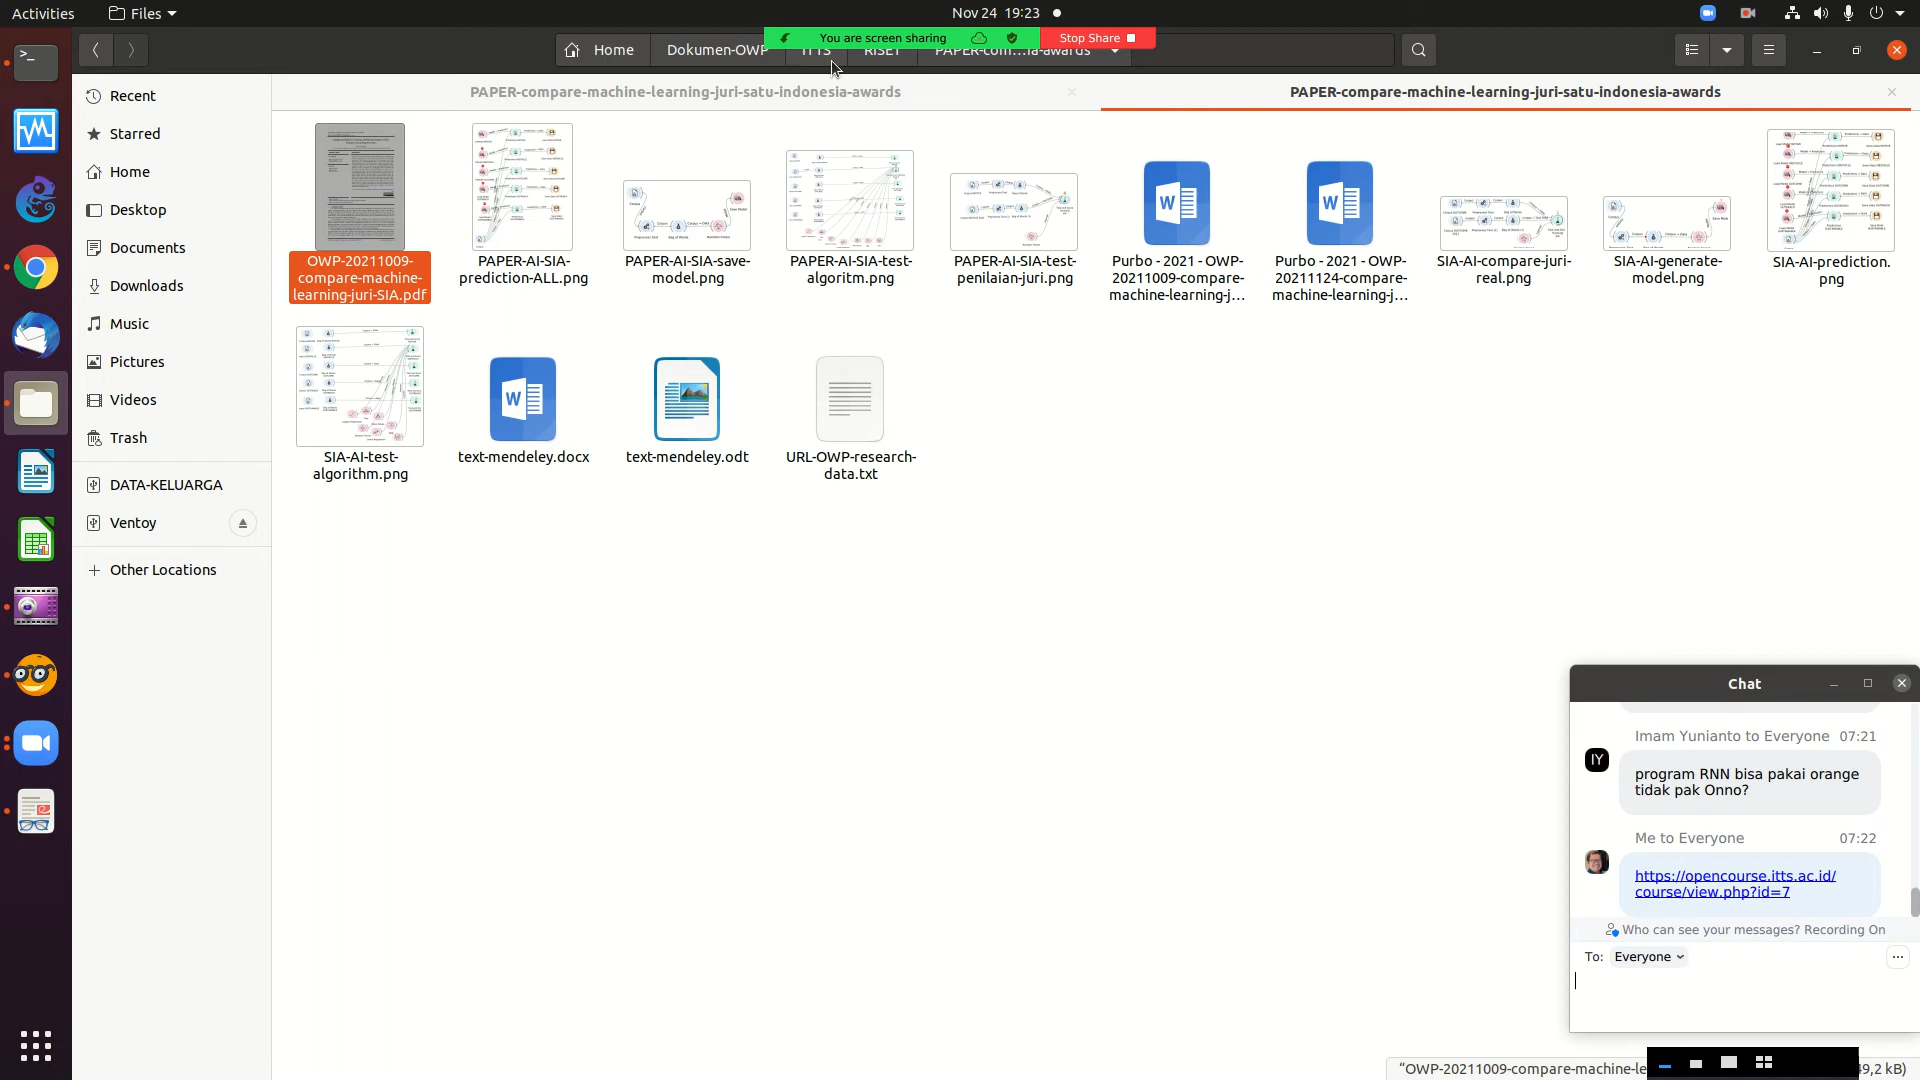 Activities
Files
Nov 24 19:23
You are screen sharing
Stop Share
Home
Dokumen-OWP
ITTS
RISET
PAPER-com…ia-awards
PAPER-compare-machine-learning-juri-satu-indonesia-awards
PAPER-compare-machine-learning-juri-satu-indonesia-awards
Recent
Starred
Home
Desktop
Documents
Downloads
Music
Pictures
Videos
Trash
DATA-KELUARGA
Ventoy
Other Locations
OWP-20211009-
compare-machine-
learning-juri-SIA.pdf
PAPER-AI-SIA-
prediction-ALL.png
PAPER-AI-SIA-save-
model.png
PAPER-AI-SIA-test-
algoritm.png
PAPER-AI-SIA-test-
penilaian-juri.png
Purbo - 2021 - OWP-
20211009-compare-
machine-learning-j…
Purbo - 2021 - OWP-
20211124-compare-
machine-learning-j…
SIA-AI-compare-juri-
real.png
SIA-AI-generate-
model.png
SIA-AI-prediction.
png
SIA-AI-test-
algorithm.png
text-mendeley.docx
text-mendeley.odt
URL-OWP-research-
data.txt
Chat
Imam Yunianto to Everyone 07:21
IY
program RNN bisa pakai orange
tidak pak Onno?
Me to Everyone 07:22
https://opencourse.itts.ac.id/
course/view.php?id=7
Who can see your messages? Recording On
To: Everyone
"OWP-20211009-compare-machine-le
49,2 kB)